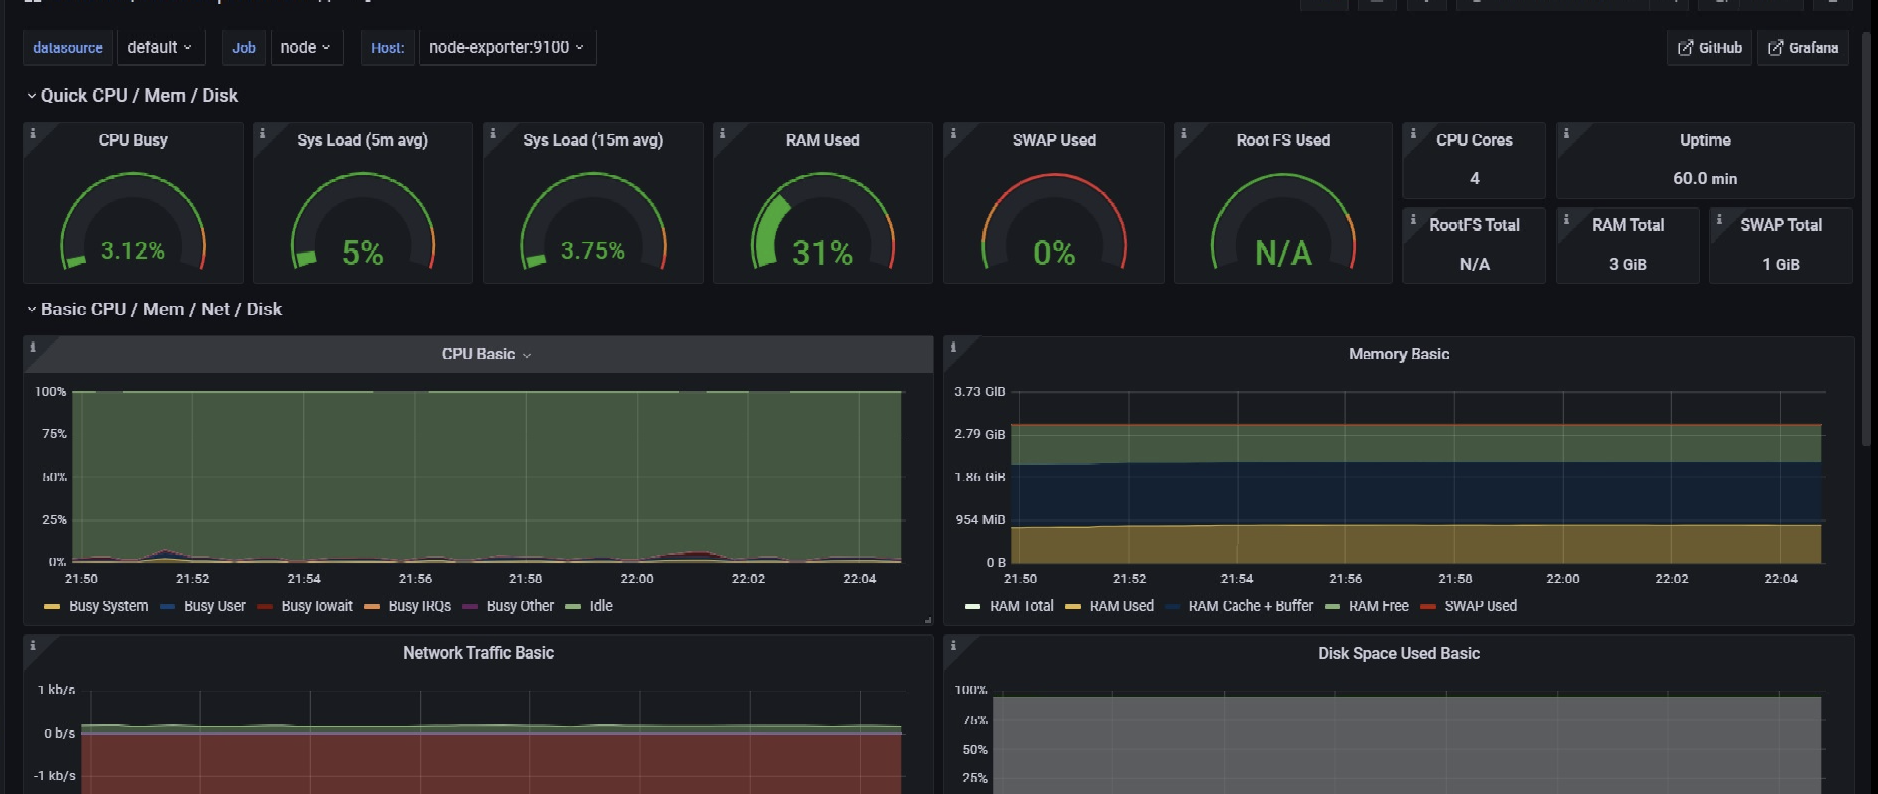 datasource default Job node Host: node-exporter:9100 GitHub Grafana
Quick CPU / Mem / Disk
CPU Busy
3.12%
Sys Load (5m avg)
5%
Sys Load (15m avg)
3.75%
RAM Used
31%
SWAP Used
0%
Root FS Used
N/A
CPU Cores
4
Uptime
60.0 min
RootFS Total
N/A
RAM Total
3 GiB
SWAP Total
1 GiB
Basic CPU / Mem / Net / Disk
CPU Basic
100%
75%
50%
25%
0%
21:50 21:52 21:54 21:56 21:58 22:00 22:02 22:04
Busy System Busy User Busy Iowait Busy IRQs Busy Other Idle
Memory Basic
3.73 GiB
2.79 GiB
1.86 GiB
954 MiB
0 B
21:50 21:52 21:54 21:56 21:58 22:00 22:02 22:04
RAM Total RAM Used RAM Cache + Buffer RAM Free SWAP Used
Network Traffic Basic
1 kb/s
0 b/s
-1 kb/s
Disk Space Used Basic
100%
75%
50%
25%